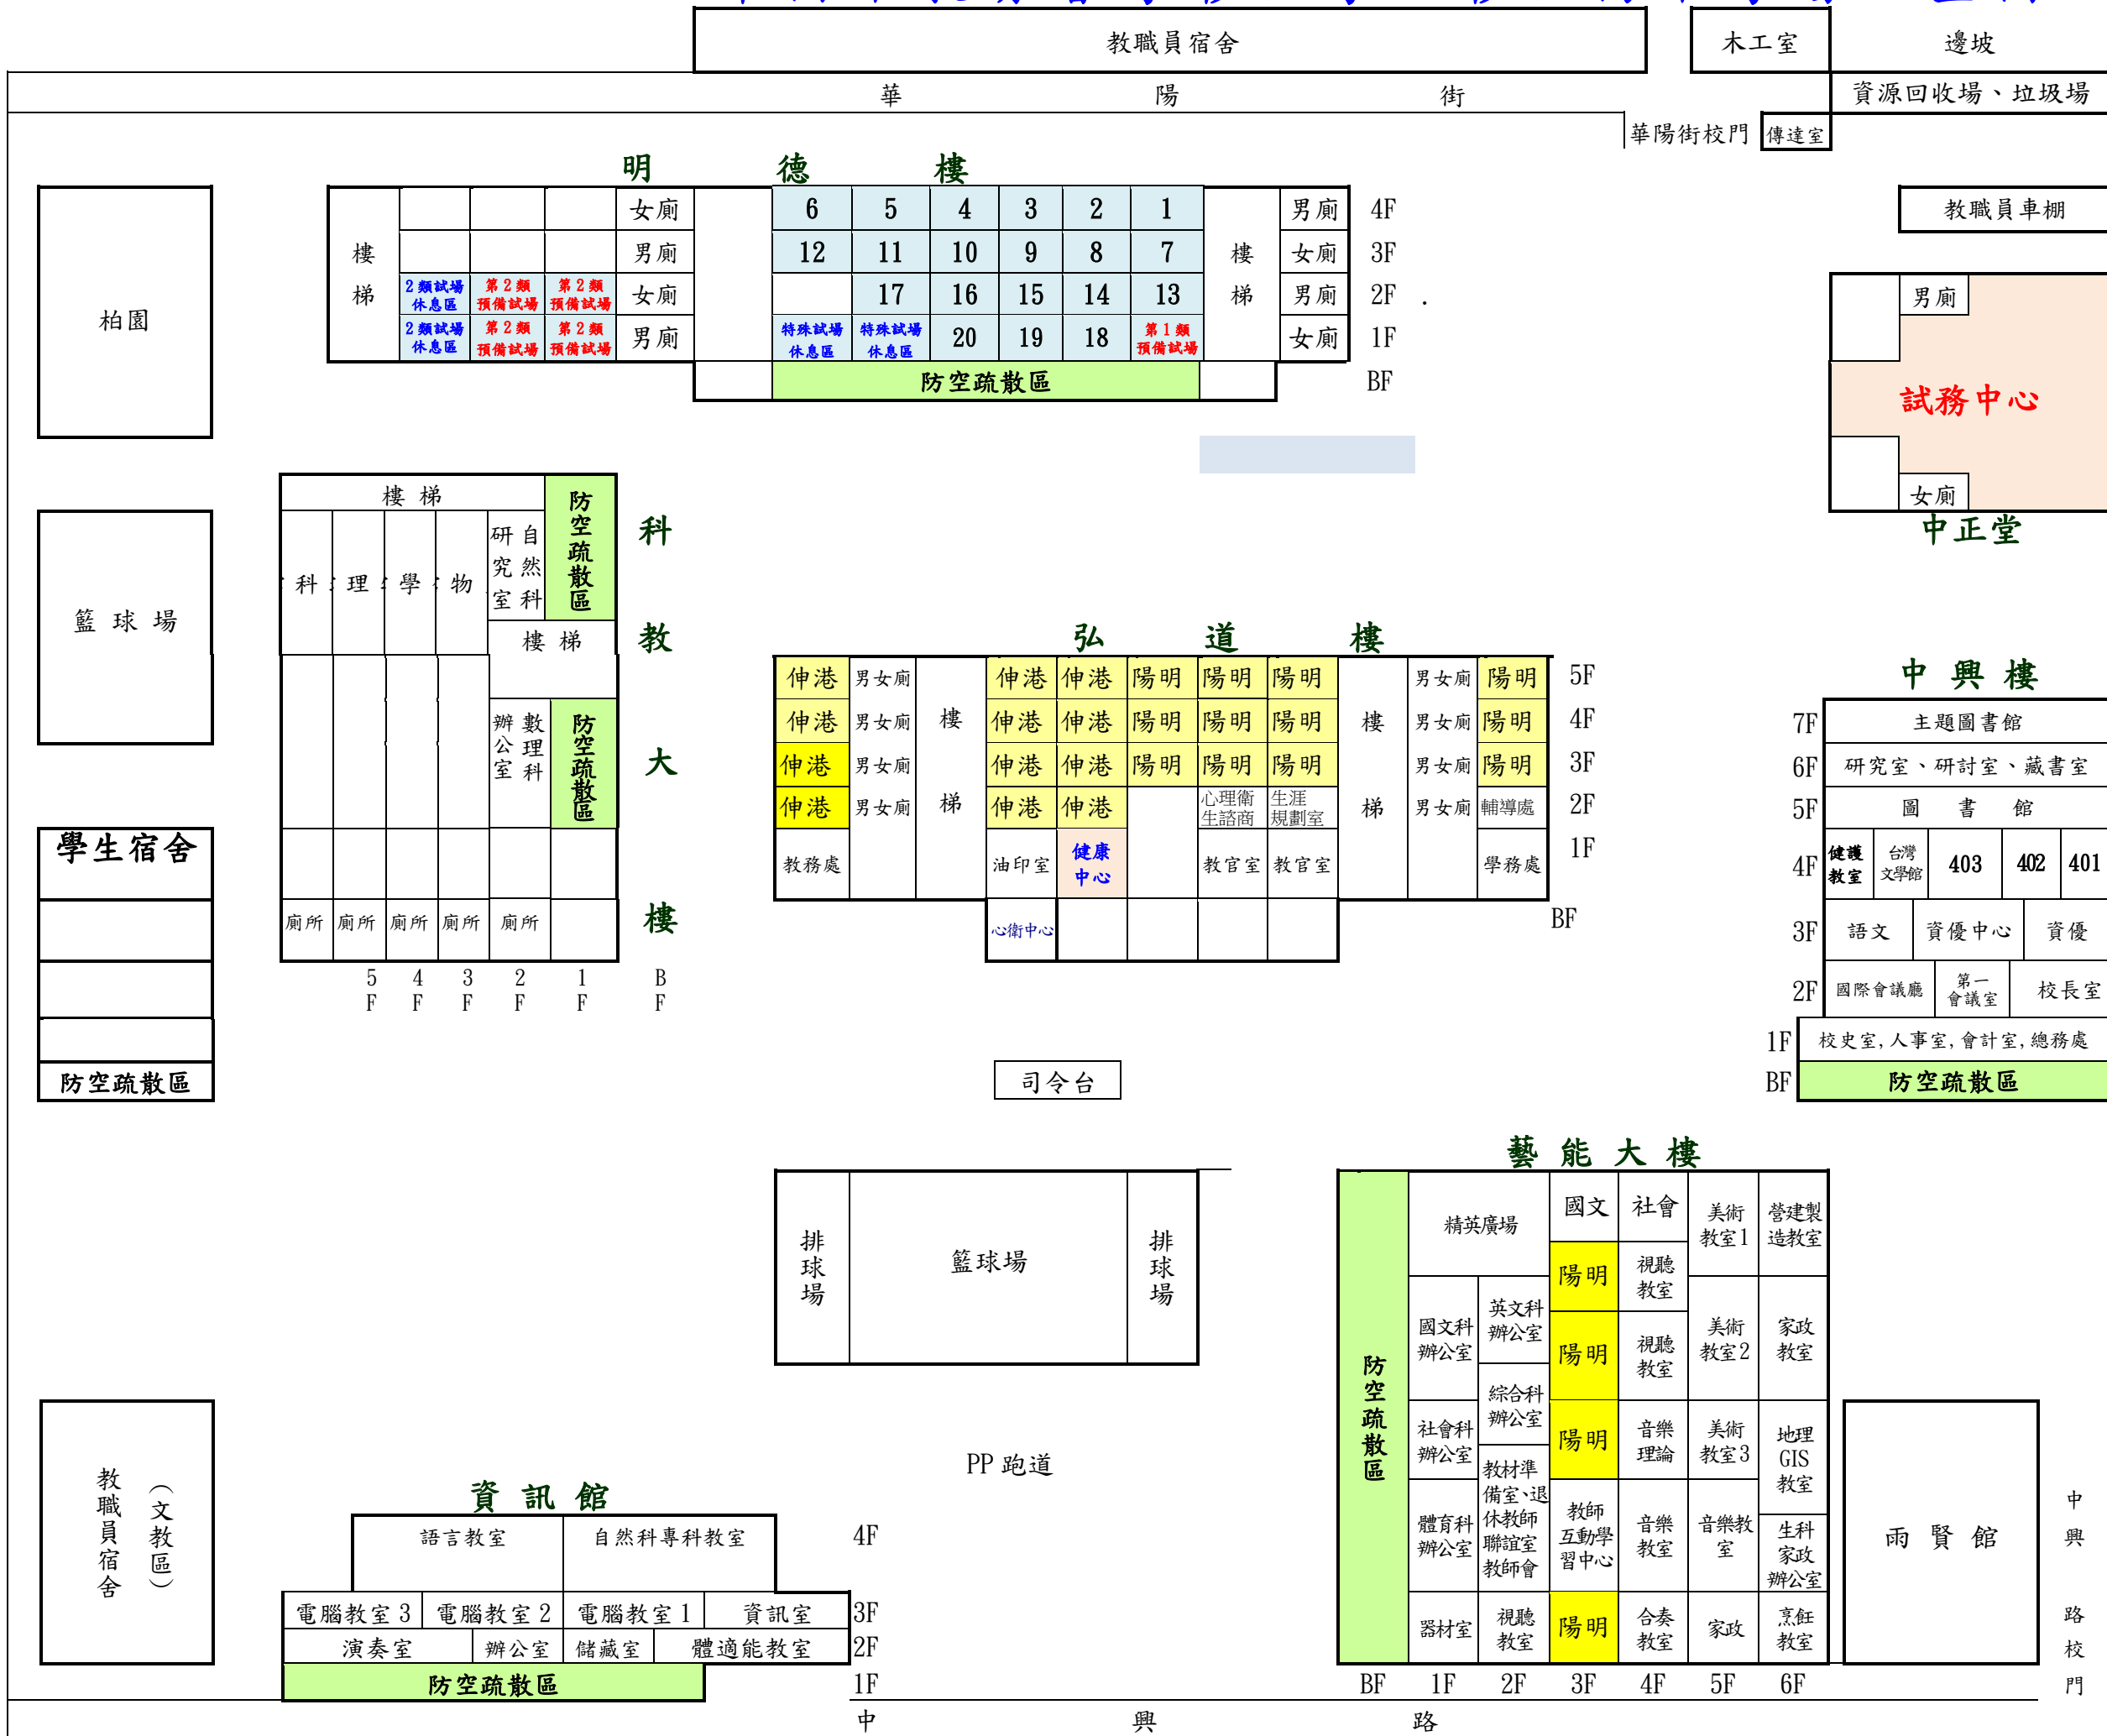 教職員宿舍
木工室
邊坡
華 陽 街
資源回收場、垃圾場
華陽街校門
傳達室
明 德 樓
柏園
樓梯
女廁
6 5 4 3 2 1
樓梯
男廁
4F
教職員車棚
男廁
12 11 10 9 8 7
女廁
3F
2類試場
休息區
第2類
預備試場
第2類
預備試場
女廁
17 16 15 14 13
男廁
2F .
2類試場
休息區
第2類
預備試場
第2類
預備試場
男廁
特殊試場
休息區
特殊試場
休息區
20 19 18
第1類
預備試場
女廁
1F
防空疏散區
BF
男廁
試務中心
女廁
中正堂
籃球場
樓梯
防空疏散區
科 理 學 物
自然科
研究室
樓梯
數理科
辦公室
防空疏散區
廁所 廁所 廁所 廁所 廁所
5F 4F 3F 2F 1F BF
科教大樓
弘 道 樓
伸港 男女廁 伸港 伸港 陽明 陽明 陽明 男女廁 陽明 5F
伸港 男女廁 伸港 伸港 陽明 陽明 陽明 男女廁 陽明 4F
伸港 男女廁 伸港 伸港 陽明 陽明 陽明 男女廁 陽明 3F
伸港 男女廁 伸港 伸港
心理衛
生諮商
生涯
規劃室
男女廁 輔導處 2F
樓梯
樓梯
教務處
油印室
健康
中心
教官室 教官室
學務處
1F
心衛中心
BF
中興樓
7F 主題圖書館
6F 研究室、研討室、藏書室
5F 圖 書 館
4F
健護
教室
台灣
文學館
403 402 401
3F 語文 資優中心 資優
2F 國際會議廳
第一
會議室
校長室
1F 校史室,人事室,會計室,總務處
BF 防空疏散區
學生宿舍
防空疏散區
司令台
排球場
籃球場
排球場
PP 跑道
藝能大樓
防空疏散區
精英廣場
國文
社會
美術
教室1
營建製
造教室
陽明
視聽
教室
國文科
辦公室
英文科
辦公室
陽明
視聽
教室
美術
教室2
家政
教室
綜合科
辦公室
社會科
辦公室
陽明
音樂
理論
美術
教室3
地理
GIS
教室
體育科
辦公室
教材準
備室、退
休教師
聯誼室
教師會
教師
互動學
習中心
音樂
教室
音樂教
室
生科
家政
辦公室
器材室
視聽
教室
陽明
合奏
教室
家政
烹飪
教室
BF 1F 2F 3F 4F 5F 6F
雨賢館
中興路校門
教職員宿舍
(文教區)
資訊館
語言教室 自然科專科教室 4F
電腦教室3 電腦教室2 電腦教室1 資訊室 3F
演奏室 辦公室 儲藏室 體適能教室 2F
防空疏散區 1F
中 興 路